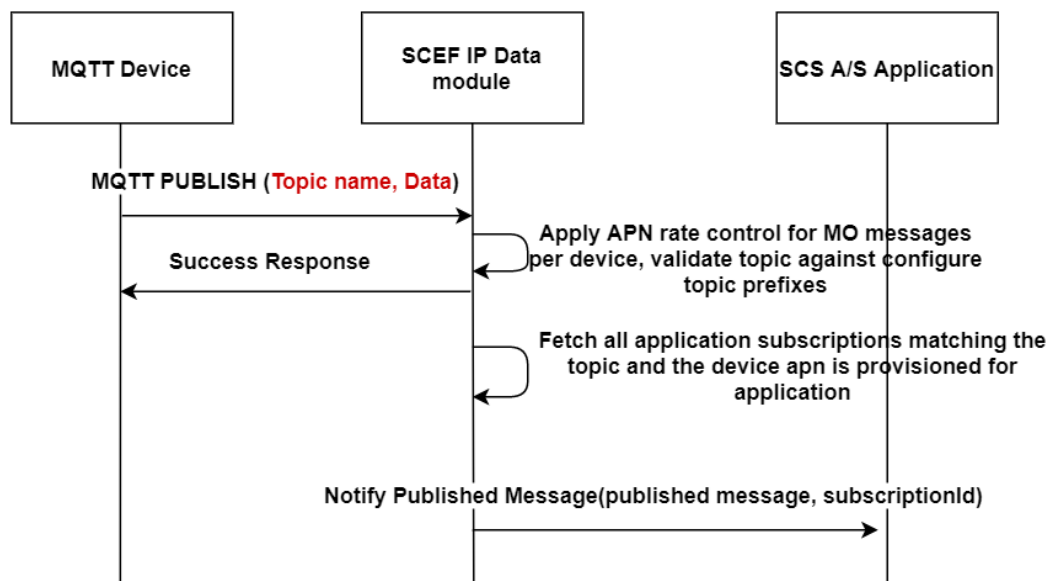 MQTT Device
SCEF IP Data
module
SCS A/S Application
MQTT PUBLISH (Topic name, Data)
Apply APN rate control for MO messages
per device, validate topic against configure
topic prefixes
Success Response
Fetch all application subscriptions matching the
topic and the device apn is provisioned for
application
Notify Published Message(published message, subscriptionId)